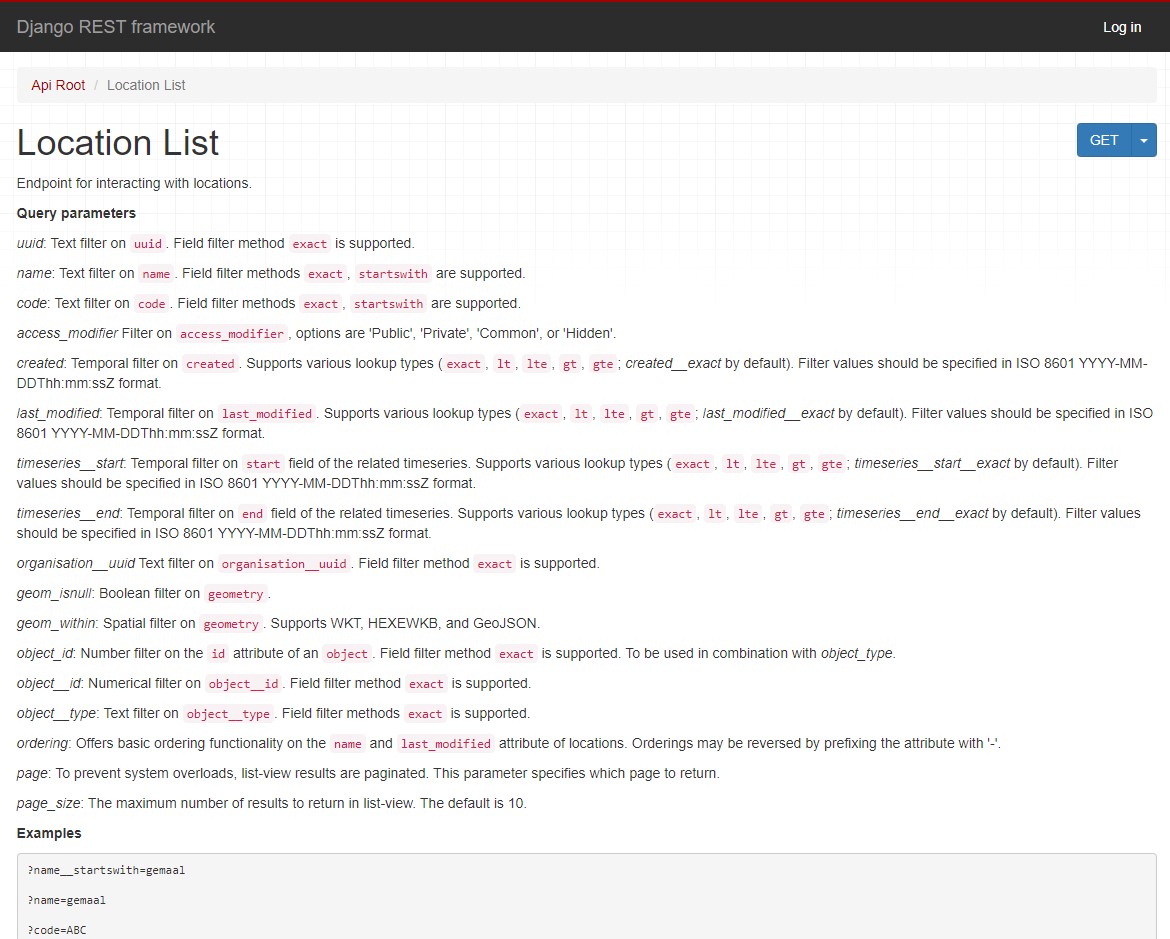 Django REST framework
Log in
Api Root / Location List
Location List
GET
Endpoint for interacting with locations.
Query parameters
uuid: Text filter on uuid. Field filter method exact is supported.
name: Text filter on name. Field filter methods exact, startswith are supported.
code: Text filter on code. Field filter methods exact, startswith are supported.
access_modifier Filter on access_modifier, options are 'Public', 'Private', 'Common', or 'Hidden'.
created: Temporal filter on created. Supports various lookup types (exact, lt, lte, gt, gte; created__exact by default). Filter values should be specified in ISO 8601 YYYY-MM-
DDThh:mm:ssZ format.
last_modified: Temporal filter on last_modified. Supports various lookup types (exact, lt, lte, gt, gte; last_modified__exact by default). Filter values should be specified in ISO
8601 YYYY-MM-DDThh:mm:ssZ format.
timeseries__start: Temporal filter on start field of the related timeseries. Supports various lookup types (exact, lt, lte, gt, gte; timeseries__start__exact by default). Filter
values should be specified in ISO 8601 YYYY-MM-DDThh:mm:ssZ format.
timeseries__end: Temporal filter on end field of the related timeseries. Supports various lookup types (exact, lt, lte, gt, gte; timeseries__end__exact by default). Filter values
should be specified in ISO 8601 YYYY-MM-DDThh:mm:ssZ format.
organisation__uuid Text filter on organisation__uuid. Field filter method exact is supported.
geom_isnull: Boolean filter on geometry.
geom_within: Spatial filter on geometry. Supports WKT, HEXEWKB, and GeoJSON.
object_id: Number filter on the id attribute of an object. Field filter method exact is supported. To be used in combination with object_type.
object__id: Numerical filter on object__id. Field filter method exact is supported.
object__type: Text filter on object__type. Field filter methods exact is supported.
ordering: Offers basic ordering functionality on the name and last_modified attribute of locations. Orderings may be reversed by prefixing the attribute with '-'.
page: To prevent system overloads, list-view results are paginated. This parameter specifies which page to return.
page_size: The maximum number of results to return in list-view. The default is 10.
Examples
?name__startswith=gemaal
?name=gemaal
?code=ABC